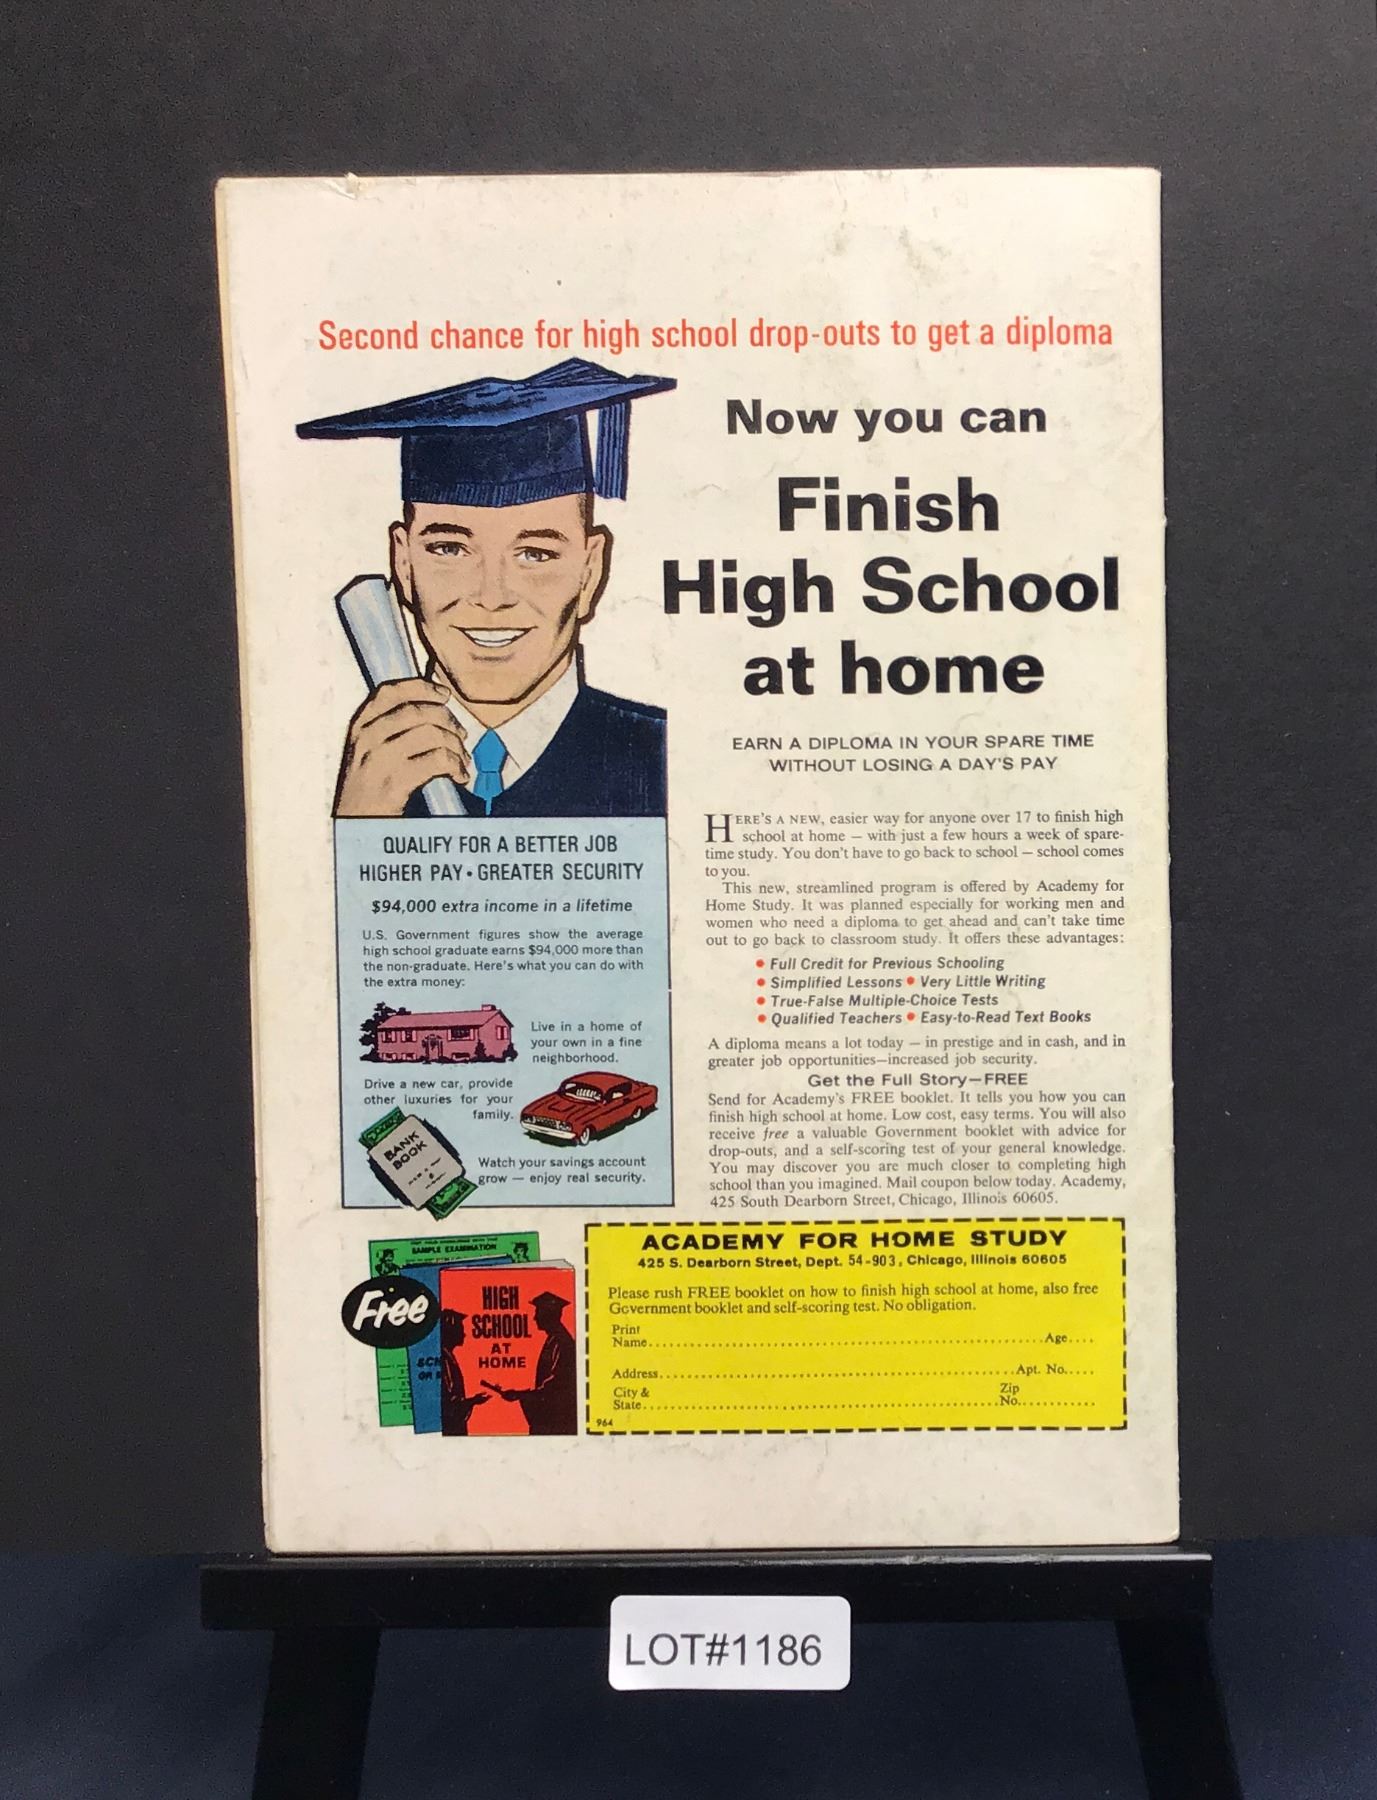 Second chance for high school drop-outs to get a diploma
Now you can
Finish
High School
at home
EARN A DIPLOMA IN YOUR SPARE TIME
WITHOUT LOSING A DAY'S PAY
HERE'S A NEW, easier way for anyone over 17 to finish high
school at home — with just a few hours a week of spare-
time study. You don't have to go back to school — school comes
to you.
This new, streamlined program is offered by Academy for
Home Study. It was planned especially for working men and
women who need a diploma to get ahead and can't take time
out to go back to classroom study. It offers these advantages:
• Full Credit for Previous Schooling
• Simplified Lessons • Very Little Writing
• True-False Multiple-Choice Tests
• Qualified Teachers • Easy-to-Read Text Books
A diploma means a lot today — in prestige and in cash, and in
greater job opportunities—increased job security.
Get the Full Story—FREE
Send for Academy's FREE booklet. It tells you how you can
finish high school at home. Low cost, easy terms. You will also
receive free a valuable Government booklet with advice for
drop-outs, and a self-scoring test of your general knowledge.
You may discover you are much closer to completing high
school than you imagined. Mail coupon below today. Academy,
425 South Dearborn Street, Chicago, Illinois 60605.
QUALIFY FOR A BETTER JOB
HIGHER PAY • GREATER SECURITY
$94,000 extra income in a lifetime
U.S. Government figures show the average
high school graduate earns $94,000 more than
the non-graduate. Here's what you can do with
the extra money:
Live in a home of
your own in a fine
neighborhood.
Drive a new car, provide
other luxuries for your
family.
BANK
BOOK
Watch your savings account
grow — enjoy real security.
SAMPLE EXAMINATION
Free
HIGH
SCHOOL
AT
HOME
ACADEMY FOR HOME STUDY
425 S. Dearborn Street, Dept. 54-903, Chicago, Illinois 60605
Please rush FREE booklet on how to finish high school at home, also free
Government booklet and self-scoring test. No obligation.
Print
Name Age
Address Apt. No.
City & Zip
State No.
964
LOT#1186